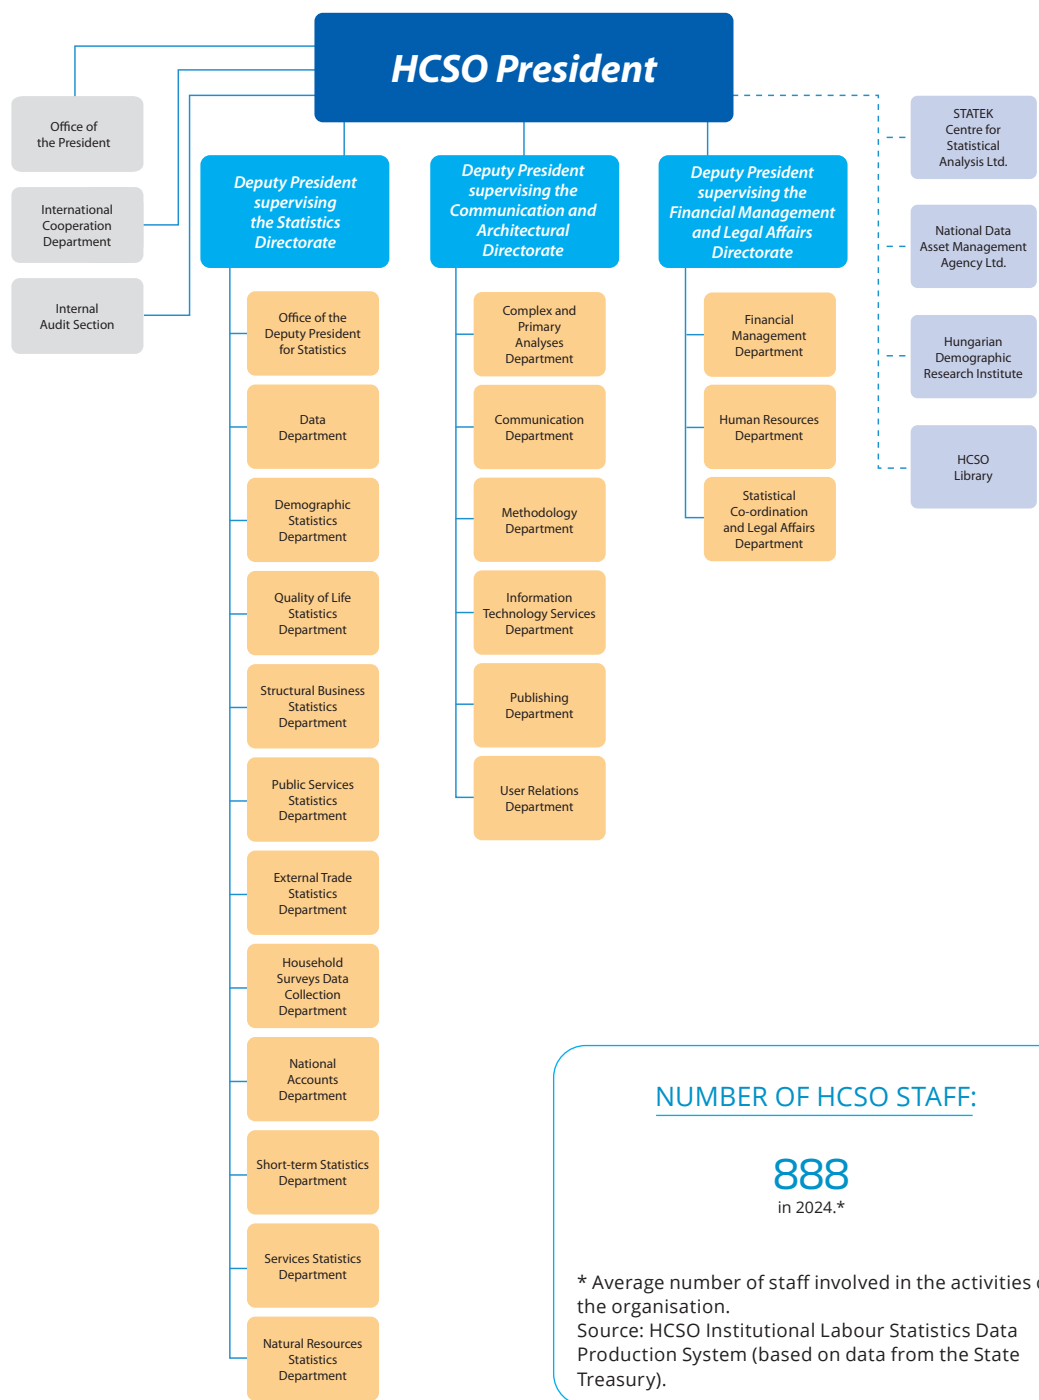 HCSO President
Office of
the President
International
Cooperation
Department
Internal
Audit Section
STATEK
Centre for
Statistical
Analysis Ltd.
National Data
Asset Management
Agency Ltd.
Hungarian
Demographic
Research Institute
HCSO
Library
Deputy President
supervising
the Statistics
Directorate
Office of the
Deputy President
for Statistics
Data
Department
Demographic
Statistics
Department
Quality of Life
Statistics
Department
Structural Business
Statistics
Department
Public Services
Statistics
Department
External Trade
Statistics
Department
Household
Surveys Data
Collection
Department
National
Accounts
Department
Short-term Statistics
Department
Services Statistics
Department
Natural Resources
Statistics
Department
Deputy President
supervising the
Communication and
Architectural
Directorate
Complex and
Primary
Analyses
Department
Communication
Department
Methodology
Department
Information
Technology Services
Department
Publishing
Department
User Relations
Department
Deputy President
supervising the
Financial Management
and Legal Affairs
Directorate
Financial
Management
Department
Human Resources
Department
Statistical
Co-ordination
and Legal Affairs
Department
NUMBER OF HCSO STAFF:
888
in 2024.*
* Average number of staff involved in the activities
the organisation.
Source: HCSO Institutional Labour Statistics Data
Production System (based on data from the State
Treasury).